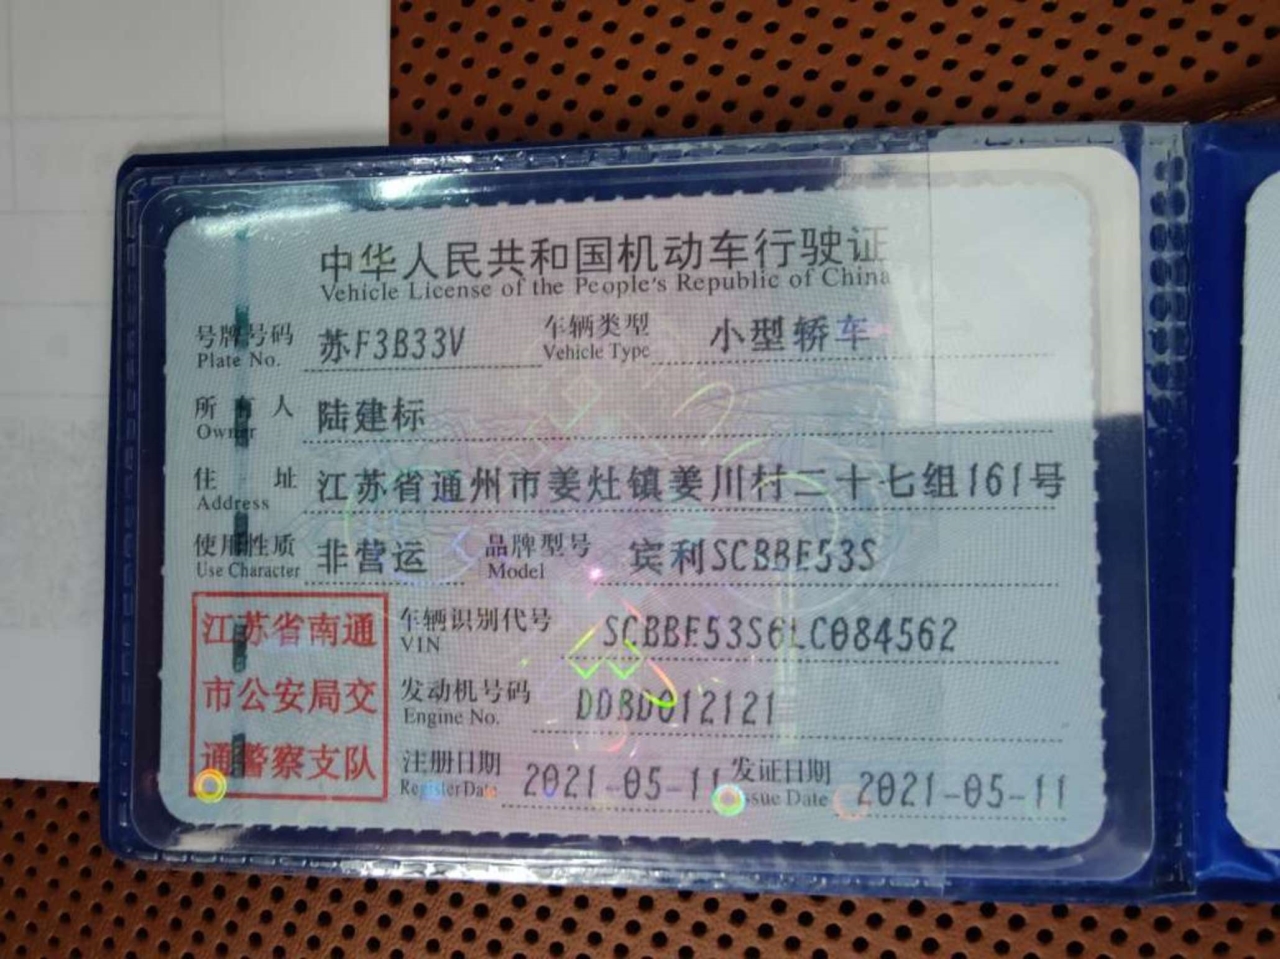 中华人民共和国机动车行驶证
Vehicle License of the People's Republic of China
号牌号码 苏F3B33V 车辆类型 小型轿车
Plate No. Vehicle Type
所有人 陆建标
Owner
住址 江苏省通州市姜灶镇姜川村二十七组161号
Address
使用性质 非营运 品牌型号 宾利SCBBE53S
Use Character Model
江苏省南通
市公安局交
通警察支队
车辆识别代号 SCBBE53S6LC084562
VIN
发动机号码 DDBD012121
Engine No.
注册日期 2021-05-11 发证日期 2021-05-11
Register Date Issue Date